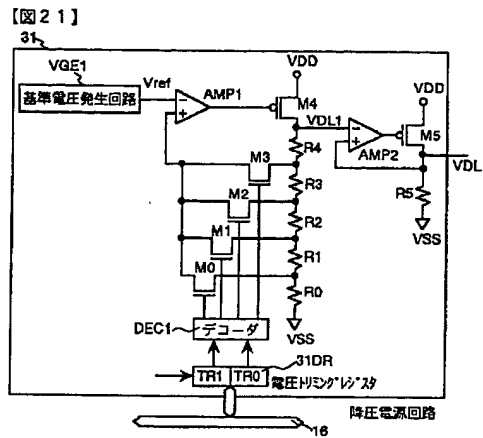 【図21】
31
VGE1
基準電圧発生回路
Vref
AMP1
VDD
M4
VDL1
AMP2
VDD
M5
VDL
R5
VSS
R4
M3
R3
M2
R2
M1
R1
M0
R0
VSS
DEC1
デコーダ
31DR
TR1
TR0
電圧トリミングレジスタ
降圧電源回路
16